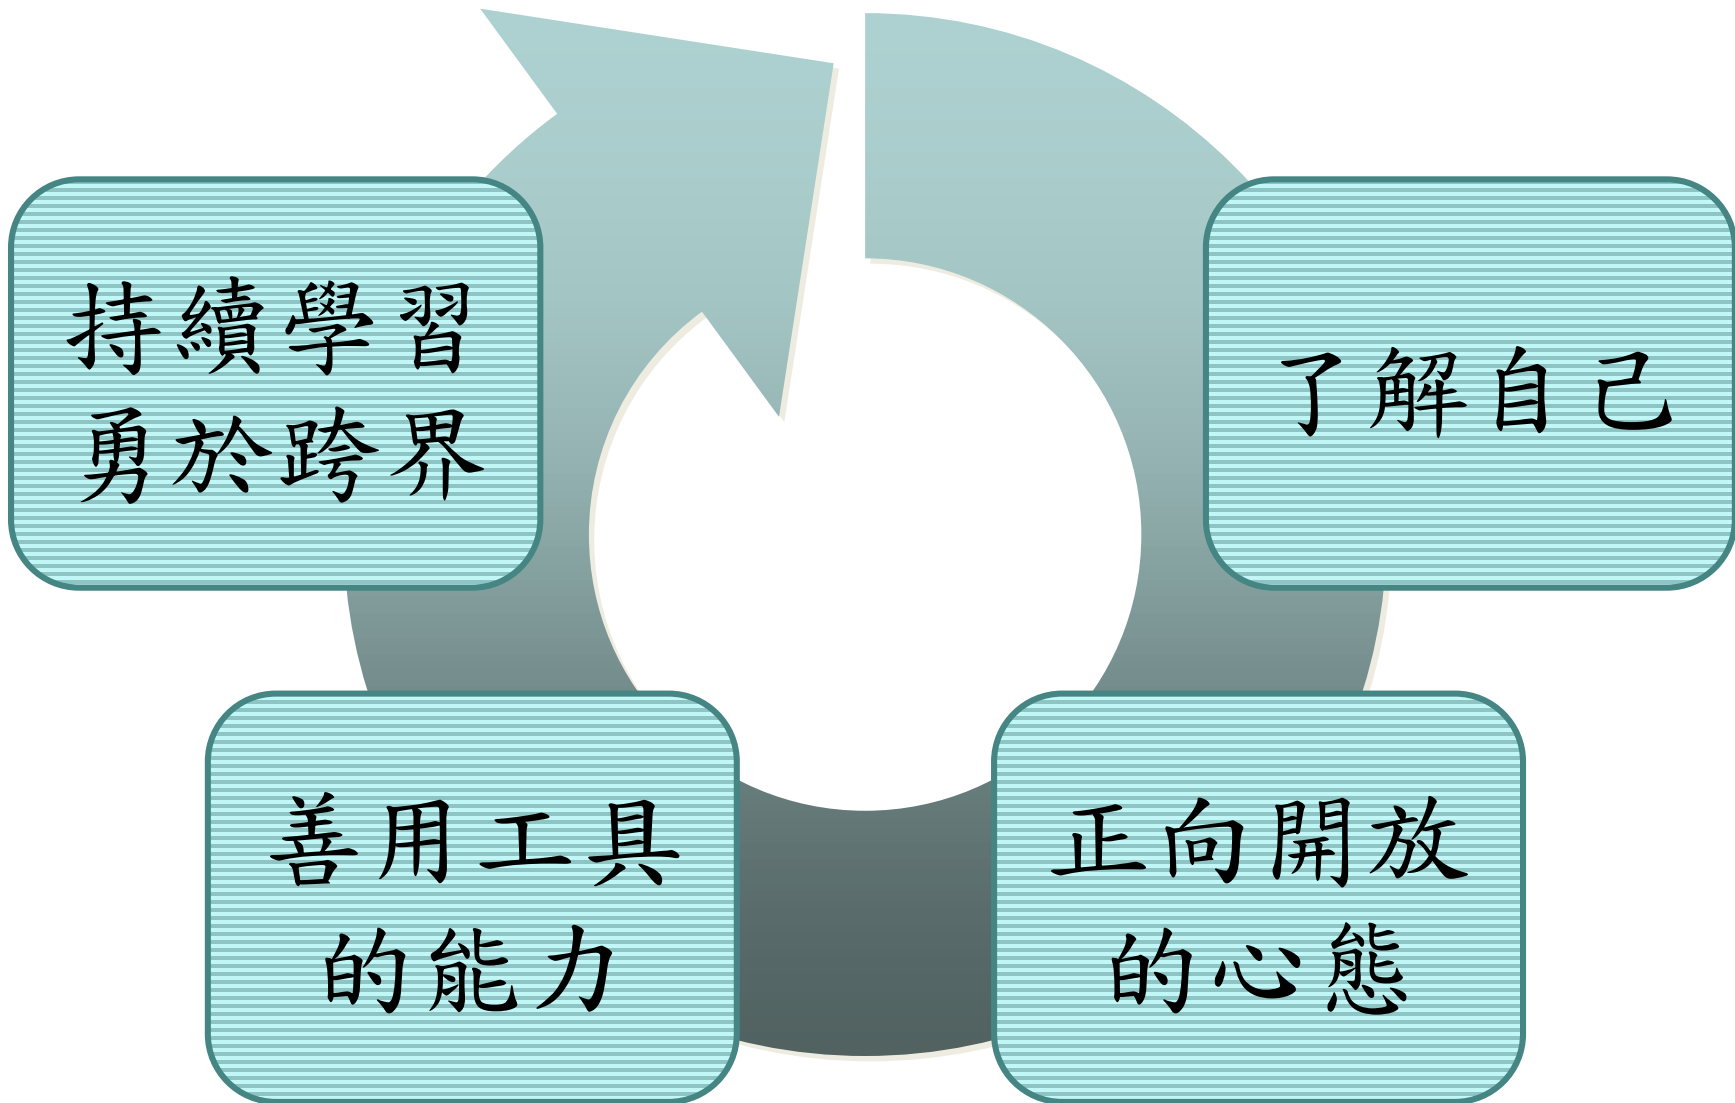 了解自己
正向開放
的心態
善用工具
的能力
持續學習
勇於跨界